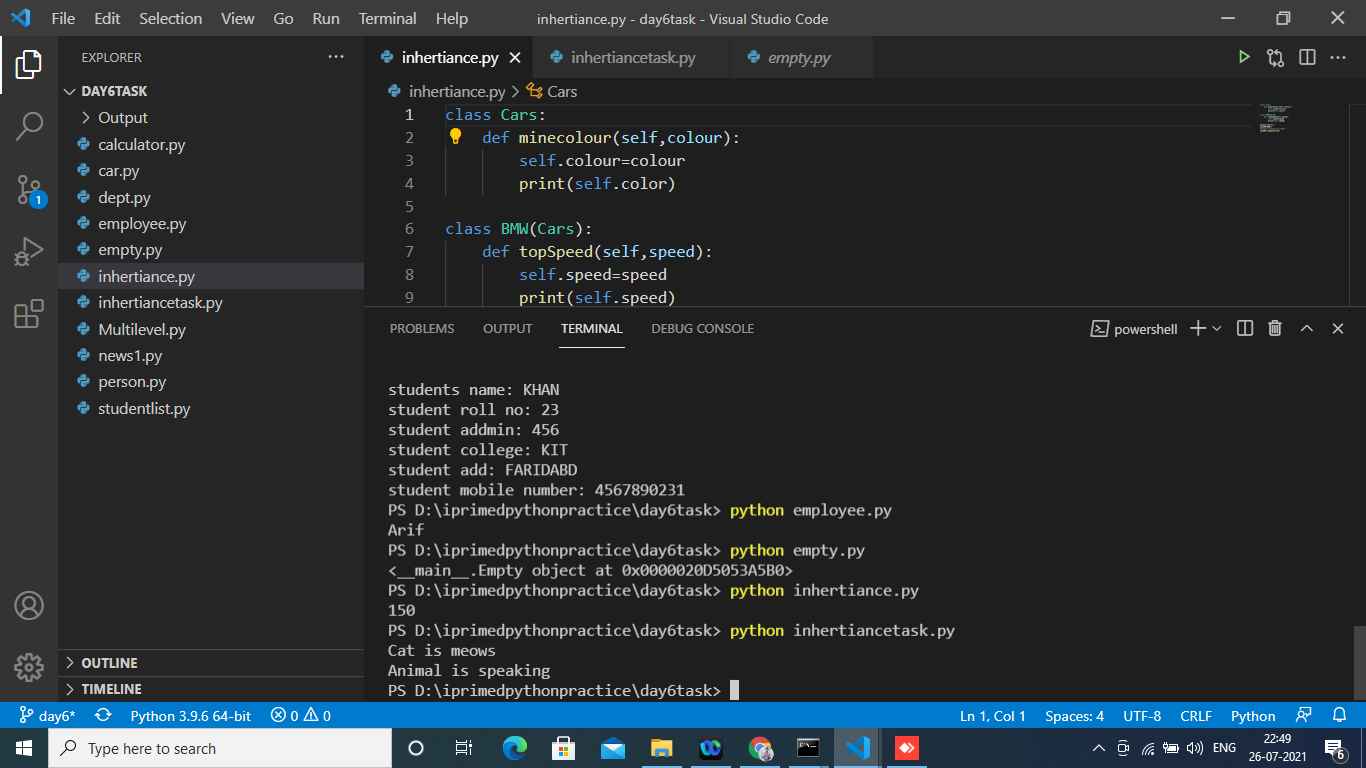 File Edit Selection View Go Run Terminal Help inhertiance.py - day6task - Visual Studio Code
EXPLORER
DAY6TASK
Output
calculator.py
car.py
dept.py
employee.py
empty.py
inhertiance.py
inhertiancetask.py
Multilevel.py
news1.py
person.py
studentlist.py
OUTLINE
TIMELINE
1
inhertiance.py inhertiancetask.py empty.py
inhertiance.py > Cars
1 class Cars:
2 def minecolour(self,colour):
3 self.colour=colour
4 print(self.color)
5
6 class BMW(Cars):
7 def topSpeed(self,speed):
8 self.speed=speed
9 print(self.speed)
PROBLEMS OUTPUT TERMINAL DEBUG CONSOLE powershell
students name: KHAN
student roll no: 23
student addmin: 456
student college: KIT
student add: FARIDABD
student mobile number: 4567890231
PS D:\iprimedpythonpractice\day6task> python employee.py
Arif
PS D:\iprimedpythonpractice\day6task> python empty.py
<__main__.Empty object at 0x0000020D5053A5B0>
PS D:\iprimedpythonpractice\day6task> python inhertiance.py
150
PS D:\iprimedpythonpractice\day6task> python inhertiancetask.py
Cat is meows
Animal is speaking
PS D:\iprimedpythonpractice\day6task>
day6* Python 3.9.6 64-bit 0 0 Ln 1, Col 1 Spaces: 4 UTF-8 CRLF Python
Type here to search
ENG
22:49
26-07-2021
6